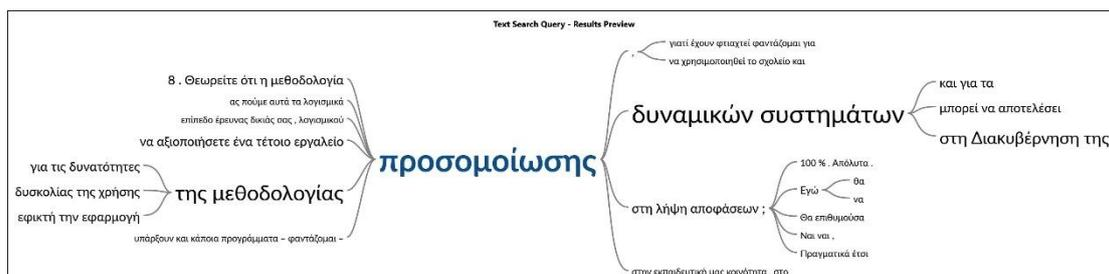 Text Search Query - Results Preview
8 . Θεωρείτε ότι η μεθοδολογία
ας πούμε αυτά τα λογισμικά
επίπεδο έρευνας δικιάς σας , λογισμικού
να αξιοποιήσετε ένα τέτοιο εργαλείο
για τις δυνατότητες
δυσκολίας της χρήσης
εφικτή την εφαρμογή
της μεθοδολογίας
υπάρξουν και κάποια προγράμματα – φαντάζομαι –
προσομοίωσης
,
γιατί έχουν φτιαχτεί φαντάζομαι για
να χρησιμοποιηθεί το σχολείο και
δυναμικών συστημάτων
και για τα
μπορεί να αποτελέσει
στη Διακυβέρνηση της
στη λήψη αποφάσεων ;
100 % . Απόλυτα .
Εγώ
θα
να
Θα επιθυμούσα
Ναι ναι ,
Πραγματικά έτσι
στην εκπαιδευτική μας κοινότητα , στο